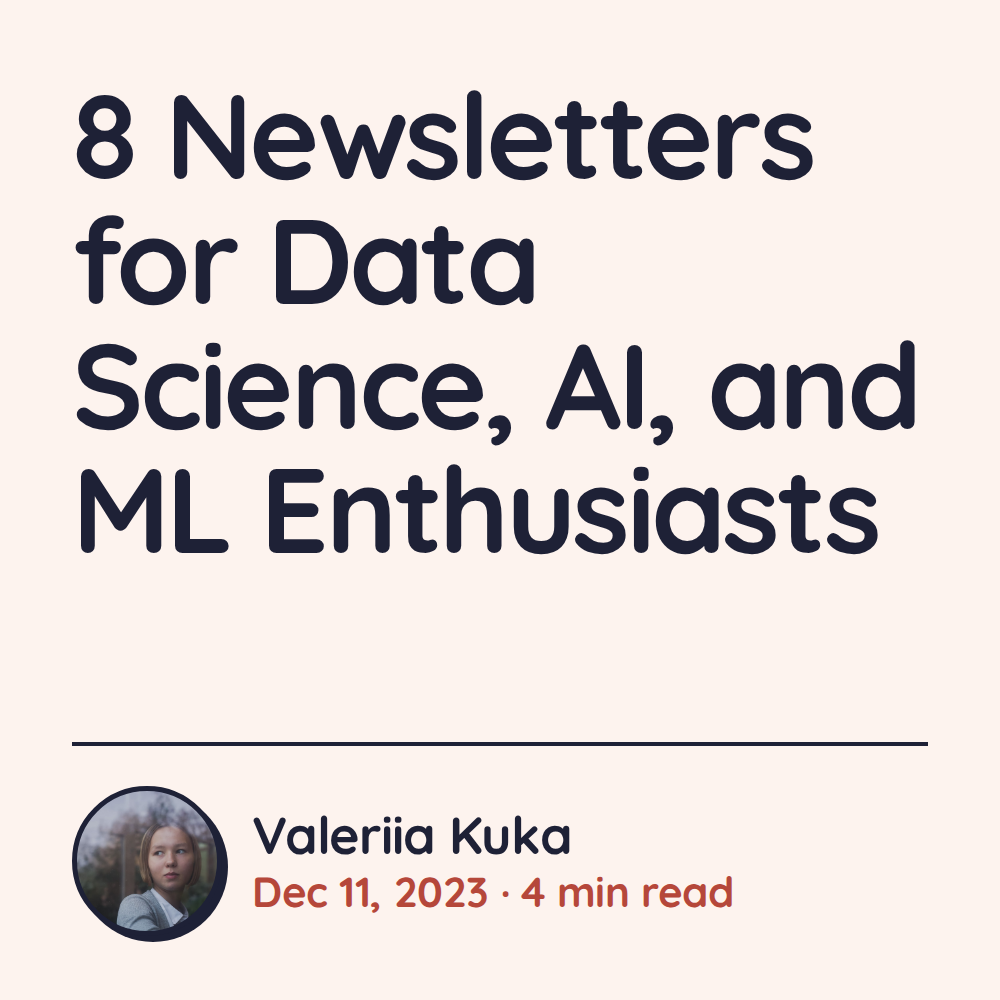 8 Newsletters
for Data
Science, AI, and
ML Enthusiasts
Valeriia Kuka
Dec 11, 2023 · 4 min read